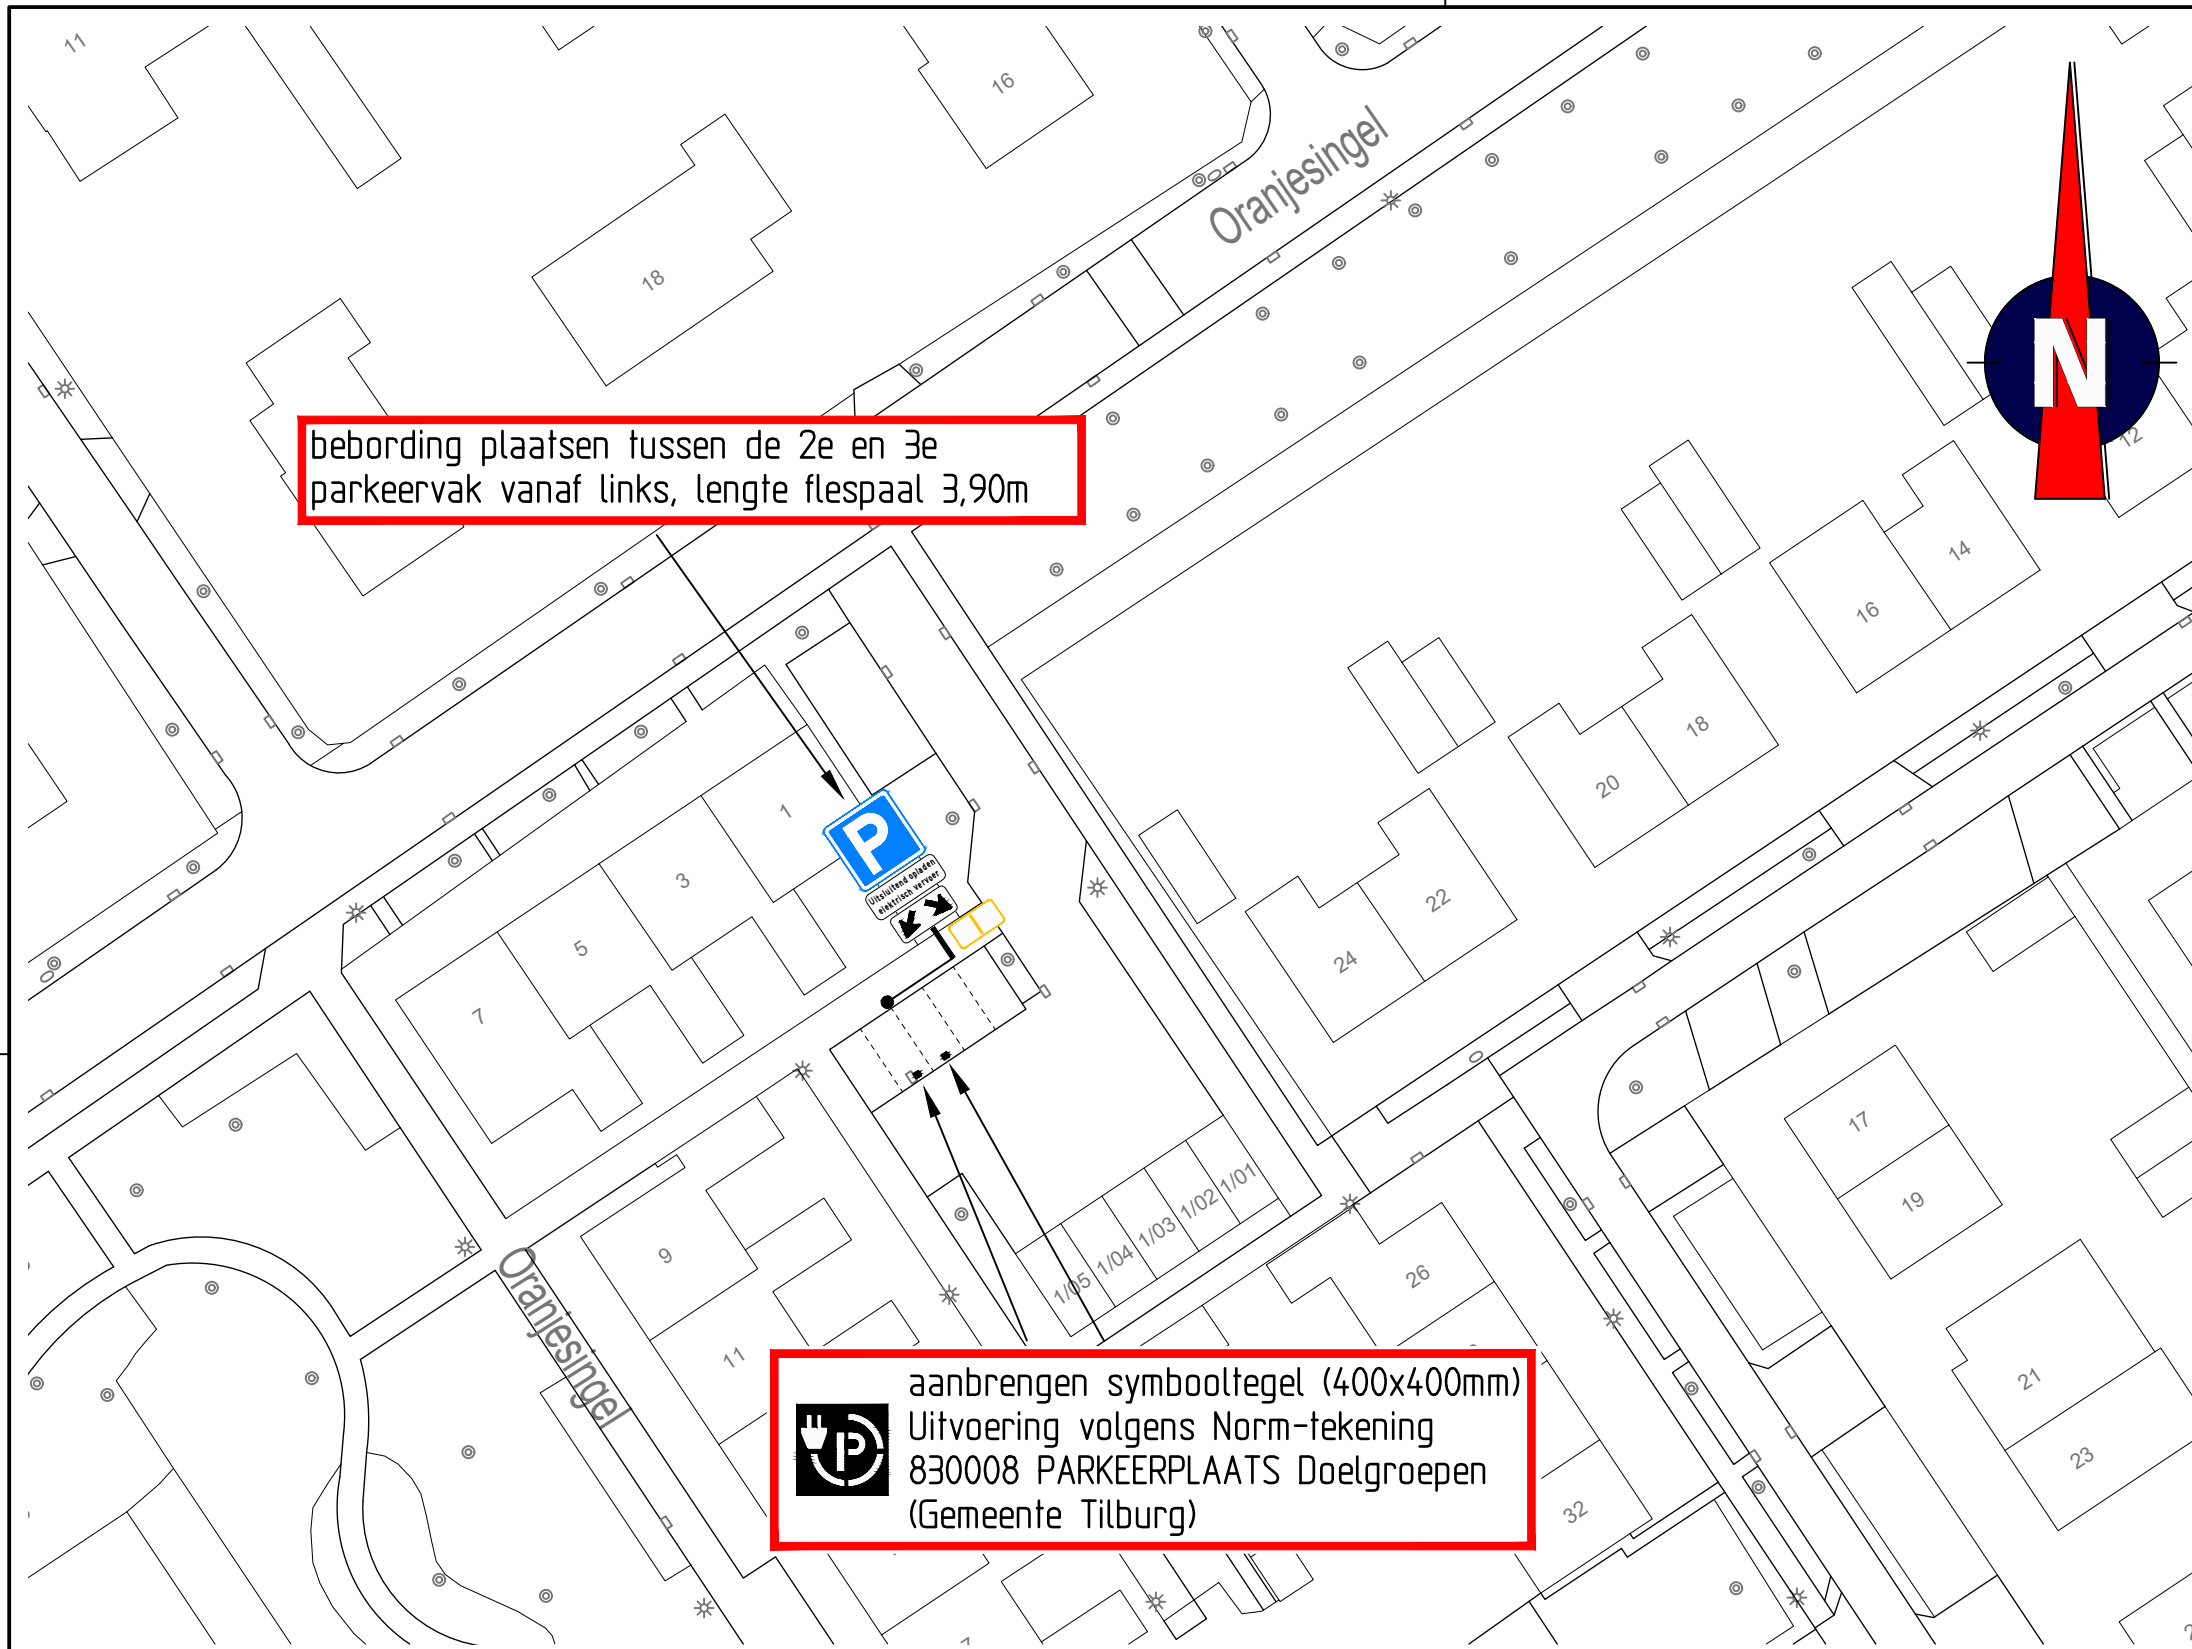 11
16
Oranjesingel
18
N
12
bebording plaatsen tussen de 2e en 3e
parkeervak vanaf links, lengte flespaal 3,90m
14
16
18
20
22
24
1
3
5
7
P
Uitsluitend opladen
elektrisch vervoer
17
19
21
23
1/01
1/02
1/03
1/04
1/05
9
11
Oranjesingel
26
32
aanbrengen symbooltegel (400x400mm)
Uitvoering volgens Norm-tekening
830008 PARKEERPLAATS Doelgroepen
(Gemeente Tilburg)
P